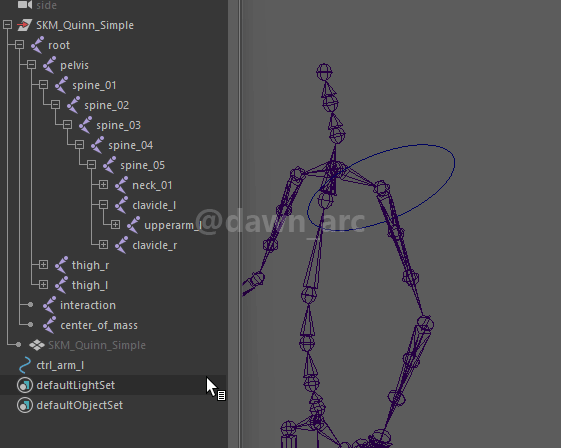 side
SKM_Quinn_Simple
root
pelvis
spine_01
spine_02
spine_03
spine_04
spine_05
neck_01
clavicle_l
upperarm_l
clavicle_r
thigh_r
thigh_l
interaction
center_of_mass
SKM_Quinn_Simple
ctrl_arm_l
defaultLightSet
defaultObjectSet
@dawn_arc